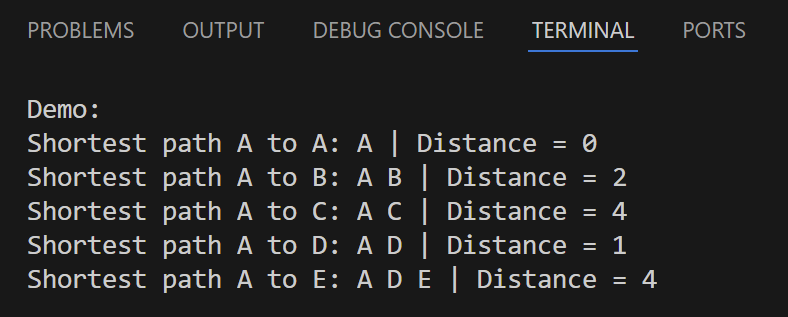 PROBLEMS OUTPUT DEBUG CONSOLE TERMINAL PORTS
Demo:
Shortest path A to A: A | Distance = 0
Shortest path A to B: A B | Distance = 2
Shortest path A to C: A C | Distance = 4
Shortest path A to D: A D | Distance = 1
Shortest path A to E: A D E | Distance = 4